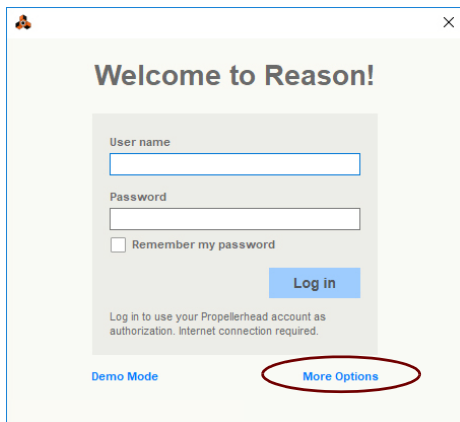 Welcome to Reason!
User name
Password
Remember my password
Log in
Log in to use your Propellerhead account as
authorization. Internet connection required.
Demo Mode
More Options